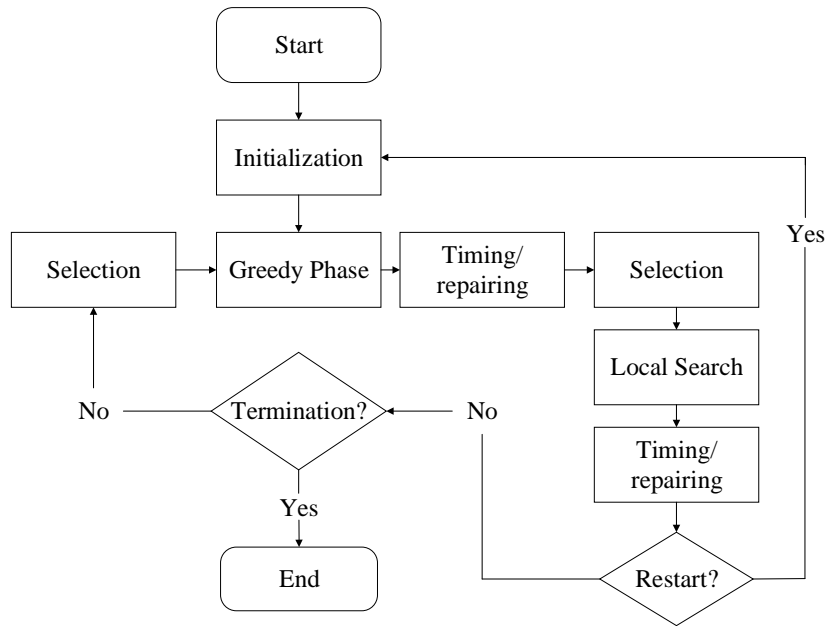 Start
Initialization
Yes
Selection
Greedy Phase
Timing/
repairing
Selection
Local Search
No
Termination?
No
Timing/
repairing
Yes
End
Restart?